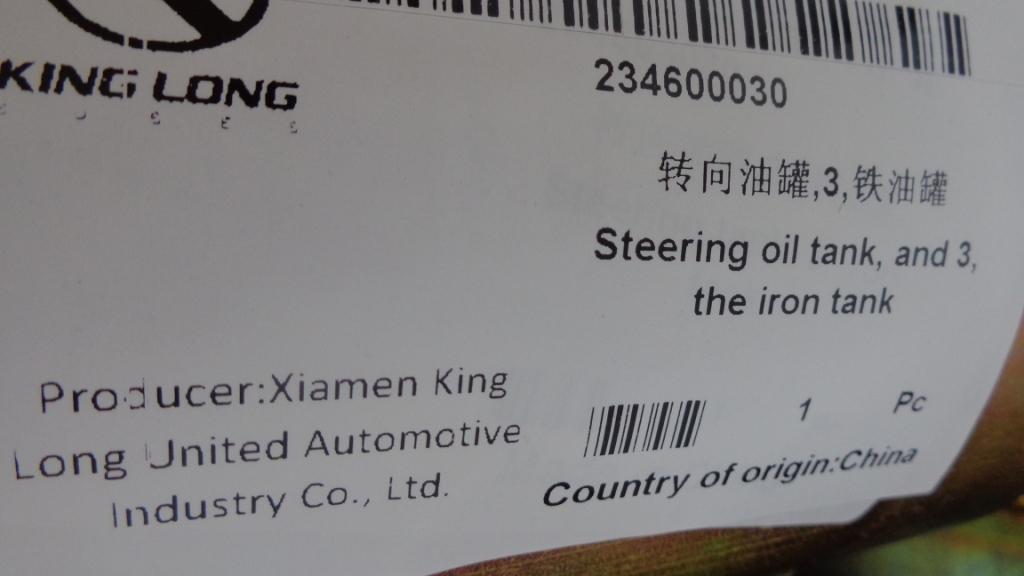 KING LONG
234600030
转向油罐,3,铁油罐
Steering oil tank, and 3,
the iron tank
Producer:Xiamen King
Long United Automotive
Industry Co., Ltd.
1 Pc
Country of origin:China